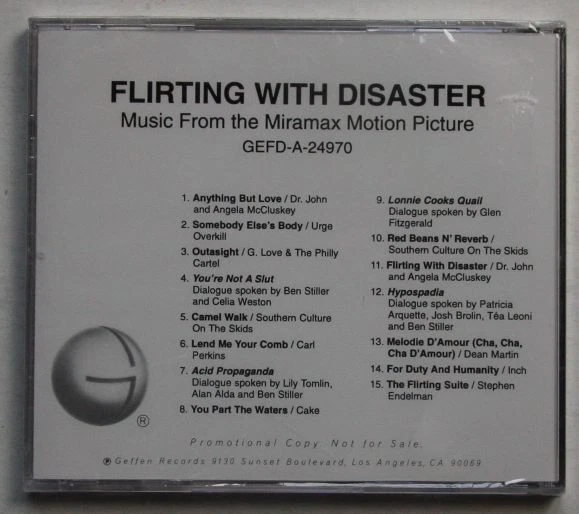 FLIRTING WITH DISASTER
Music From the Miramax Motion Picture
GEFD-A-24970
1. Anything But Love / Dr. John
and Angela McCluskey
2. Somebody Else's Body / Urge
Overkill
3. Outasight / G. Love & The Philly
Cartel
4. You're Not A Slut
Dialogue spoken by Ben Stiller
and Celia Weston
5. Camel Walk / Southern Culture
On The Skids
6. Lend Me Your Comb / Carl
Perkins
7. Acid Propaganda
Dialogue spoken by Lily Tomlin,
Alan Alda and Ben Stiller
8. You Part The Waters / Cake
9. Lonnie Cooks Quail
Dialogue spoken by Glen
Fitzgerald
10. Red Beans N' Reverb /
Southern Culture On The Skids
11. Flirting With Disaster / Dr. John
and Angela McCluskey
12. Hypospadia
Dialogue spoken by Patricia
Arquette, Josh Brolin, Téa Leoni
and Ben Stiller
13. Melodie D'Amour (Cha, Cha,
Cha D'Amour) / Dean Martin
14. For Duty And Humanity / Inch
15. The Flirting Suite / Stephen
Endelman
®
Promotional Copy. Not for Sale.
℗ Geffen Records 9130 Sunset Boulevard, Los Angeles, CA 90069